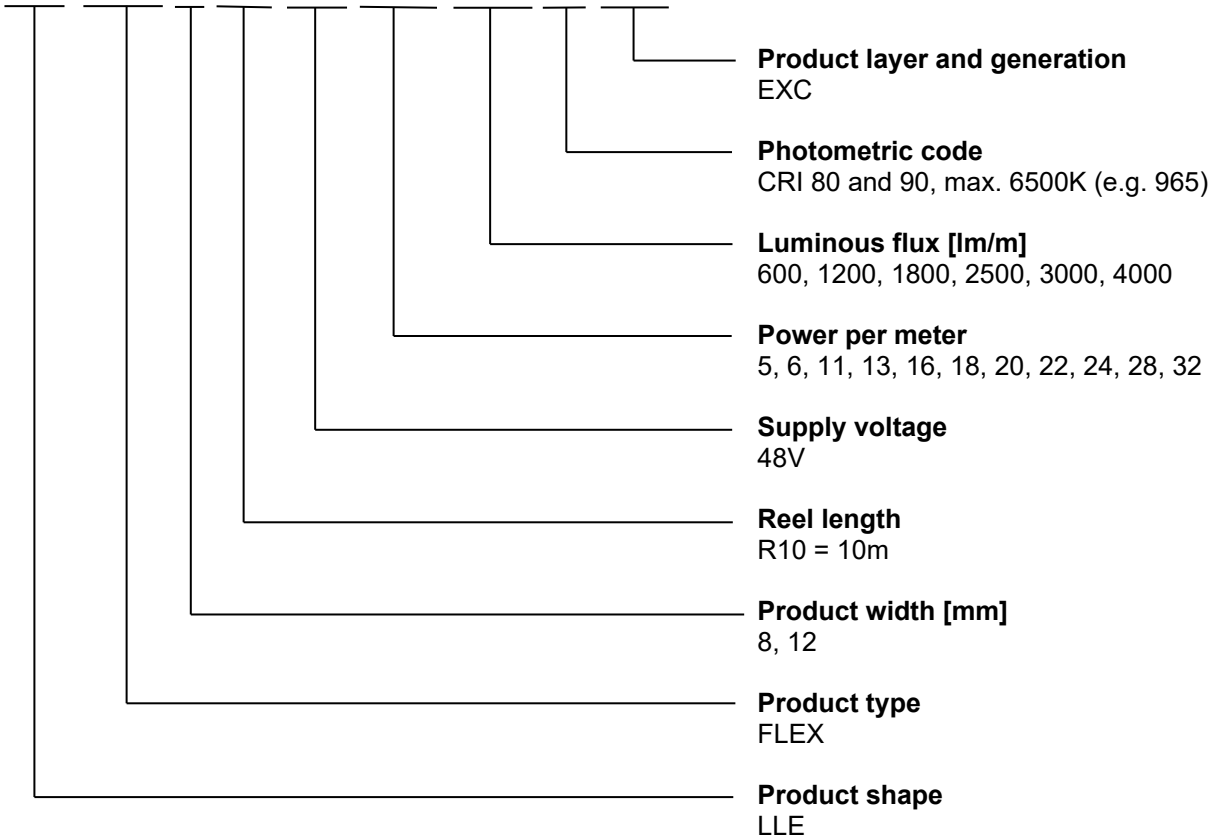 Product layer and generation
EXC
Photometric code
CRI 80 and 90, max. 6500K (e.g. 965)
Luminous flux [lm/m]
600, 1200, 1800, 2500, 3000, 4000
Power per meter
5, 6, 11, 13, 16, 18, 20, 22, 24, 28, 32
Supply voltage
48V
Reel length
R10 = 10m
Product width [mm]
8, 12
Product type
FLEX
Product shape
LLE